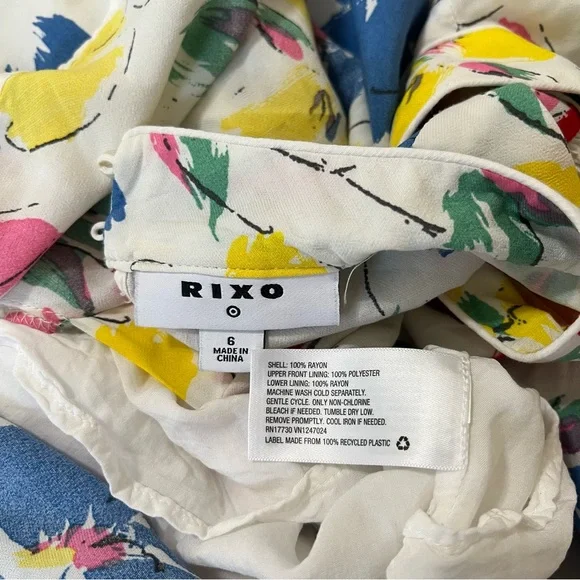 RIXO
6
MADE IN
CHINA
SHELL: 100% RAYON
UPPER FRONT LINING: 100% POLYESTER
LOWER LINING: 100% RAYON
MACHINE WASH COLD SEPARATELY.
GENTLE CYCLE. ONLY NON-CHLORINE
BLEACH IF NEEDED. TUMBLE DRY LOW.
REMOVE PROMPTLY. COOL IRON IF NEEDED.
RN17730 VN1247024
LABEL MADE FROM 100% RECYCLED PLASTIC